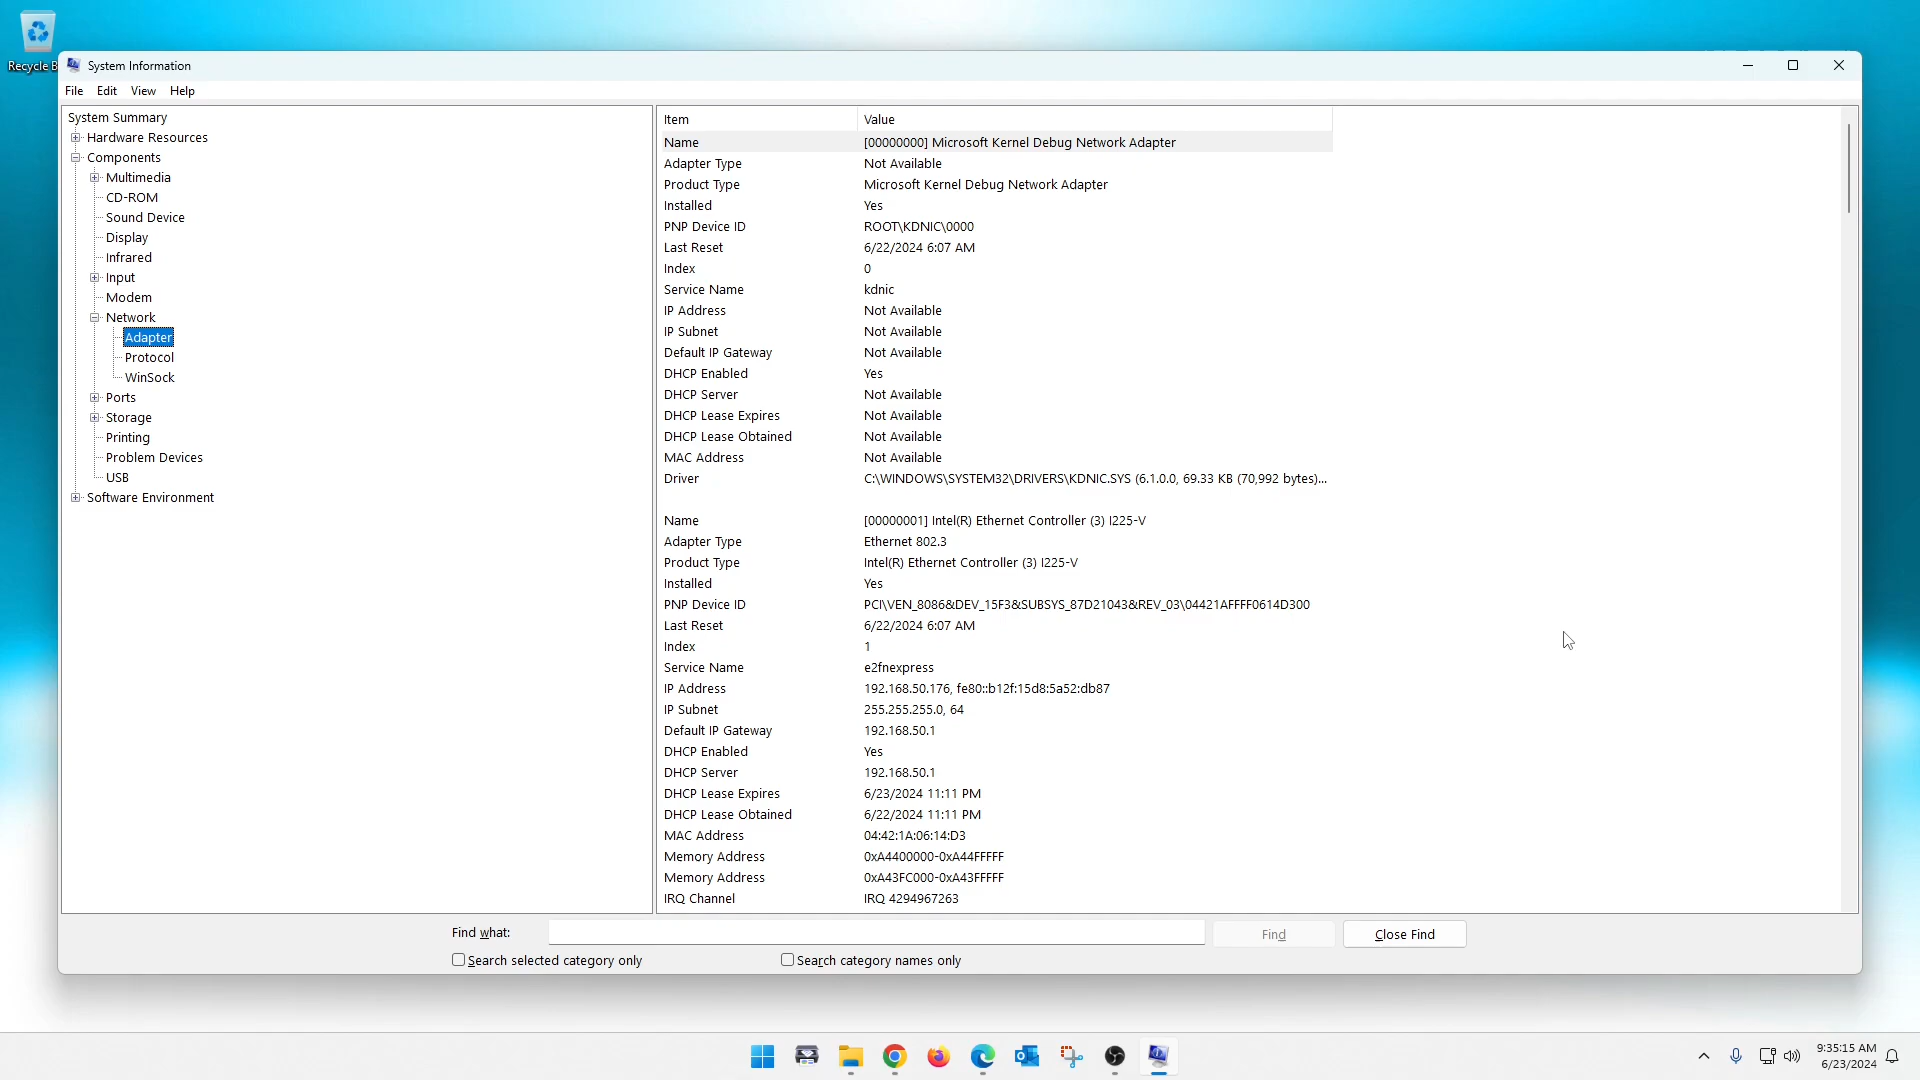 Recycle B
System Information
File Edit View Help
System Summary
Hardware Resources
Components
Multimedia
CD-ROM
Sound Device
Display
Infrared
Input
Modem
Network
Adapter
Protocol
WinSock
Ports
Storage
Printing
Problem Devices
USB
Software Environment
Item Value
Name [00000000] Microsoft Kernel Debug Network Adapter
Adapter Type Not Available
Product Type Microsoft Kernel Debug Network Adapter
Installed Yes
PNP Device ID ROOT\KDNIC\0000
Last Reset 6/22/2024 6:07 AM
Index 0
Service Name kdnic
IP Address Not Available
IP Subnet Not Available
Default IP Gateway Not Available
DHCP Enabled Yes
DHCP Server Not Available
DHCP Lease Expires Not Available
DHCP Lease Obtained Not Available
MAC Address Not Available
Driver C:\WINDOWS\SYSTEM32\DRIVERS\KDNIC.SYS (6.1.0.0, 69.33 KB (70,992 bytes)...
Name [00000001] Intel(R) Ethernet Controller (3) I225-V
Adapter Type Ethernet 802.3
Product Type Intel(R) Ethernet Controller (3) I225-V
Installed Yes
PNP Device ID PCI\VEN_8086&DEV_15F3&SUBSYS_87D21043&REV_03\04421AFFFF0614D300
Last Reset 6/22/2024 6:07 AM
Index 1
Service Name e2fnexpress
IP Address 192.168.50.176, fe80::b12f:15d8:5a52:db87
IP Subnet 255.255.255.0, 64
Default IP Gateway 192.168.50.1
DHCP Enabled Yes
DHCP Server 192.168.50.1
DHCP Lease Expires 6/23/2024 11:11 PM
DHCP Lease Obtained 6/22/2024 11:11 PM
MAC Address 04:42:1A:06:14:D3
Memory Address 0xA4400000-0xA44FFFFF
Memory Address 0xA43FC000-0xA43FFFFF
IRQ Channel IRQ 4294967263
Find what: Find Close Find
Search selected category only Search category names only
9:35:15 AM
6/23/2024